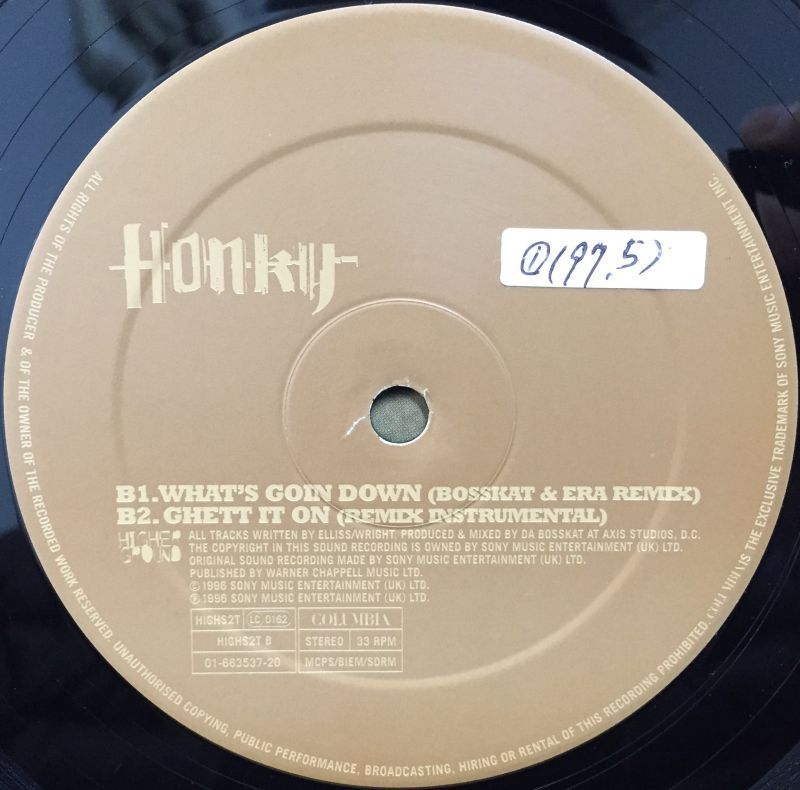 Honky
①(97.5)
B1. WHAT'S GOIN DOWN (BOSSKAT & ERA REMIX)
B2. GHETT IT ON (REMIX INSTRUMENTAL)
HIGHER GROUND
ALL TRACKS WRITTEN BY ELLISS/WRIGHT. PRODUCED & MIXED BY DA BOSSKAT AT AXIS STUDIOS, D.C.
THE COPYRIGHT IN THIS SOUND RECORDING IS OWNED BY SONY MUSIC ENTERTAINMENT (UK) LTD.
ORIGINAL SOUND RECORDING MADE BY SONY MUSIC ENTERTAINMENT (UK) LTD.
PUBLISHED BY WARNER CHAPPELL MUSIC LTD.
© 1996 SONY MUSIC ENTERTAINMENT (UK) LTD.
℗ 1996 SONY MUSIC ENTERTAINMENT (UK) LTD.
HIGHS2T LC 0162 COLUMBIA
HIGHS2T B STEREO 33 RPM
01-663537-20 MCPS/BIEM/SDRM
ALL RIGHTS OF THE PRODUCER & OF THE OWNER OF THE RECORDED WORK RESERVED. UNAUTHORISED COPYING, PUBLIC PERFORMANCE, BROADCASTING, HIRING OR RENTAL OF THIS RECORDING PROHIBITED. COLUMBIA IS THE EXCLUSIVE TRADEMARK OF SONY MUSIC ENTERTAINMENT INC.